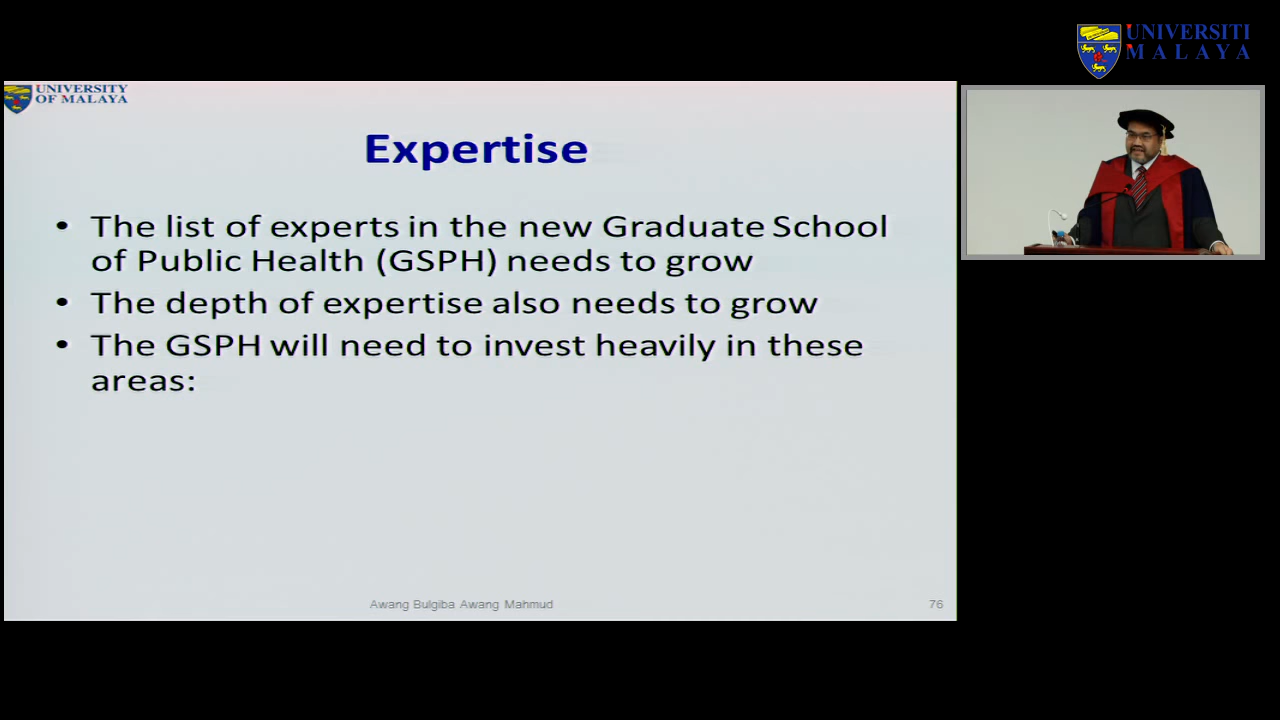 UNIVERSITI
MALAYA
UNIVERSITY
OF MALAYA
Expertise
• The list of experts in the new Graduate School
of Public Health (GSPH) needs to grow
• The depth of expertise also needs to grow
• The GSPH will need to invest heavily in these
areas:
Awang Bulgiba Awang Mahmud
76